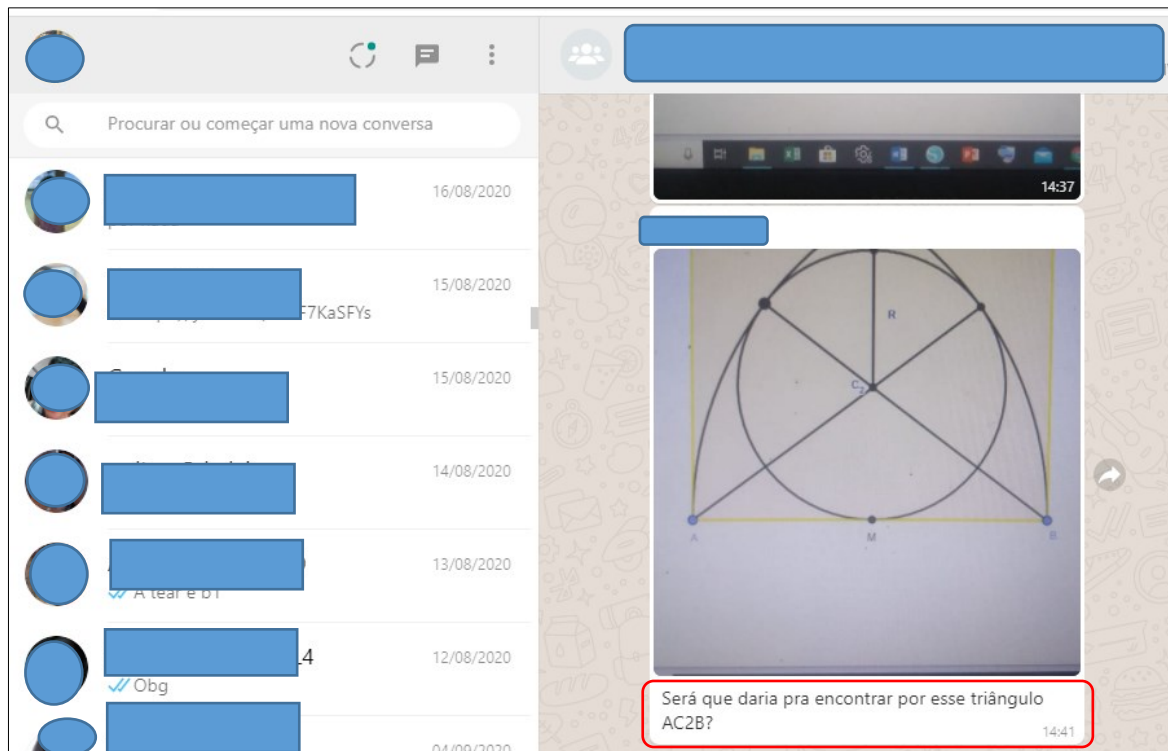 Procurar ou começar uma nova conversa
16/08/2020
15/08/2020
F7KaSFYs
15/08/2020
14/08/2020
13/08/2020
A tear e b1
4
12/08/2020
Obg
04/09/2020
14:37
R
C2
A
M
B
Será que daria pra encontrar por esse triângulo
AC2B?
14:41